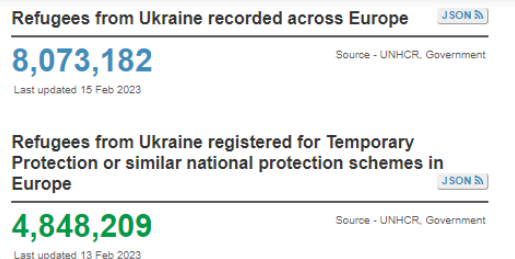 Refugees from Ukraine recorded across Europe JSON
8,073,182 Source - UNHCR, Government
Last updated 15 Feb 2023
Refugees from Ukraine registered for Temporary
Protection or similar national protection schemes in
Europe JSON
4,848,209 Source - UNHCR, Government
Last updated 13 Feb 2023